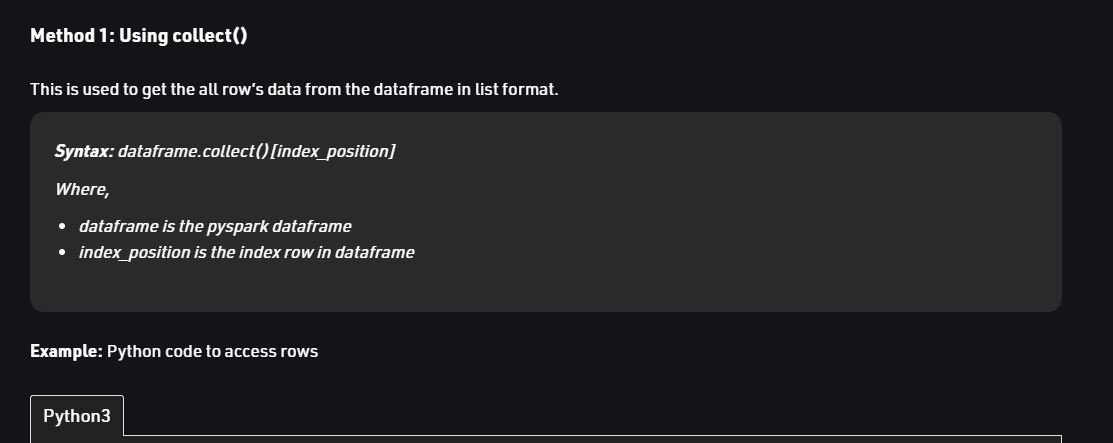 Method 1: Using collect()
This is used to get the all row's data from the dataframe in list format.
Syntax: dataframe.collect()[index_position]
Where,
• dataframe is the pyspark dataframe
• index_position is the index row in dataframe
Example: Python code to access rows
Python3